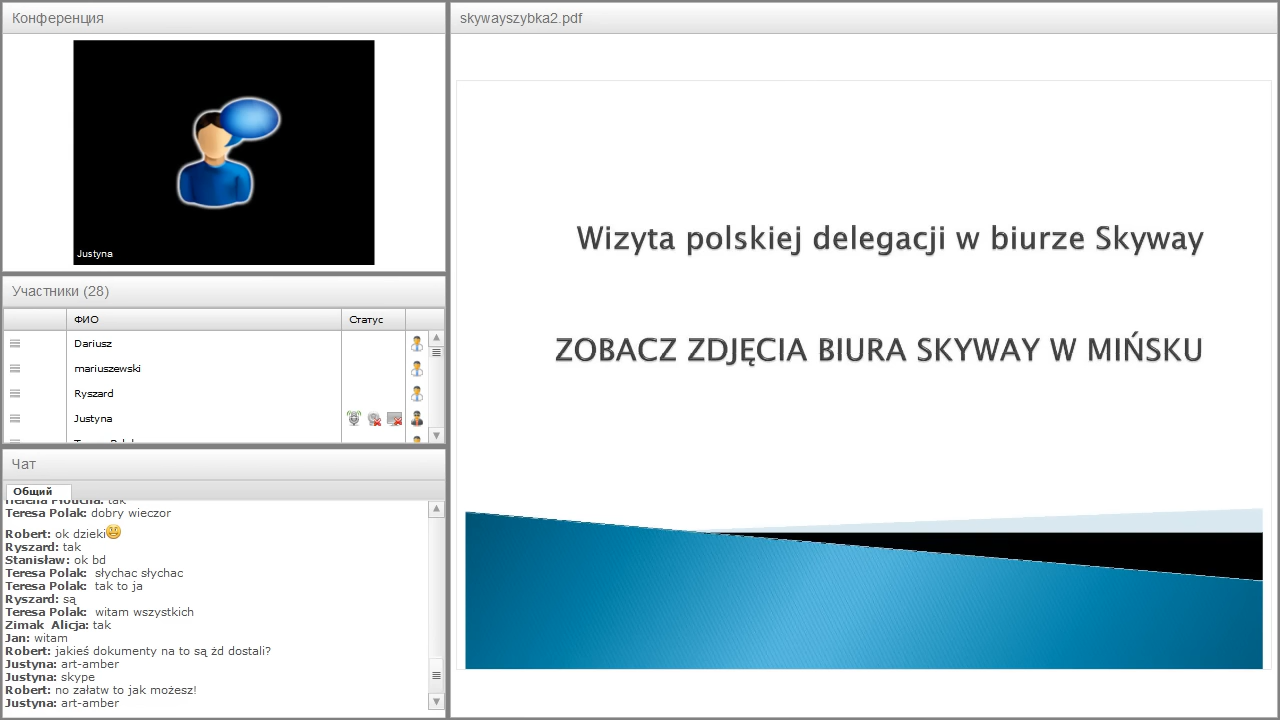 Конференция
Justyna
Участники (28)
ФИО
Статус
Dariusz
mariuszewski
Ryszard
Justyna
Чат
Общий
tak
Teresa Polak: dobry wieczor
Robert: ok dzieki
Ryszard: tak
Stanisław: ok bd
Teresa Polak: słychac słychac
Teresa Polak: tak to ja
Ryszard: są
Teresa Polak: witam wszystkich
Zimak Alicja: tak
Jan: witam
Robert: jakieś dokumenty na to są żd dostali?
Justyna: art-amber
Justyna: skype
Robert: no załatw to jak możesz!
Justyna: art-amber
skywayszybka2.pdf
Wizyta polskiej delegacji w biurze Skyway
ZOBACZ ZDJĘCIA BIURA SKYWAY W MIŃSKU